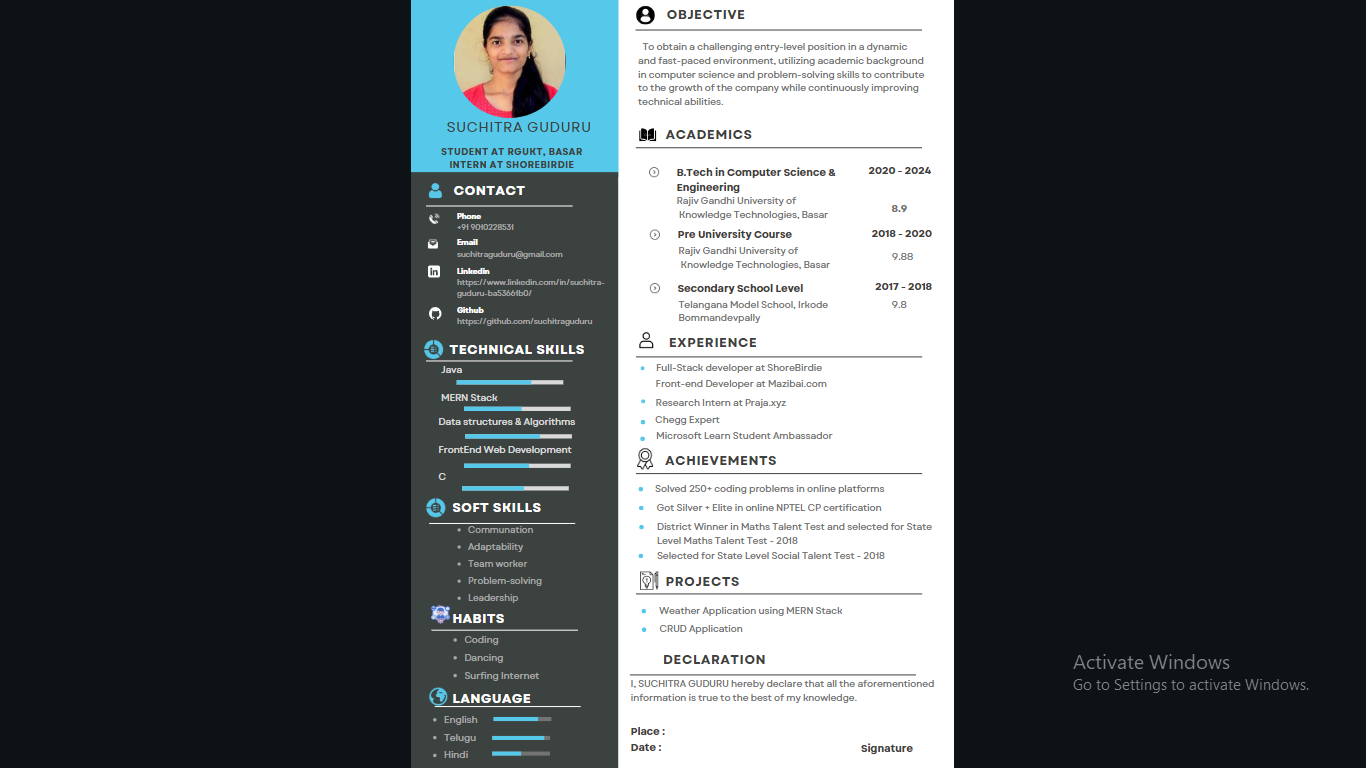 SUCHITRA GUDURU
STUDENT AT RGUKT, BASAR
INTERN AT SHOREBIRDIE
CONTACT
Phone
+91 9010228531
Email
suchitraguduru@gmail.com
Linkedin
https://www.linkedin.com/in/suchitra-
guduru-ba53661b0/
Github
https://github.com/suchitraguduru
TECHNICAL SKILLS
Java
MERN Stack
Data structures & Algorithms
FrontEnd Web Development
C
SOFT SKILLS
Communation
Adaptability
Team worker
Problem-solving
Leadership
HABITS
Coding
Dancing
Surfing Internet
LANGUAGE
English
Telugu
Hindi
OBJECTIVE
To obtain a challenging entry-level position in a dynamic
and fast-paced environment, utilizing academic background
in computer science and problem-solving skills to contribute
to the growth of the company while continuously improving
technical abilities.
ACADEMICS
B.Tech in Computer Science & 2020 - 2024
Engineering
Rajiv Gandhi University of
Knowledge Technologies, Basar 8.9
Pre University Course 2018 - 2020
Rajiv Gandhi University of
Knowledge Technologies, Basar 9.88
Secondary School Level 2017 - 2018
Telangana Model School, Irkode 9.8
Bommandevpally
EXPERIENCE
Full-Stack developer at ShoreBirdie
Front-end Developer at Mazibai.com
Research Intern at Praja.xyz
Chegg Expert
Microsoft Learn Student Ambassador
ACHIEVEMENTS
Solved 250+ coding problems in online platforms
Got Silver + Elite in online NPTEL CP certification
District Winner in Maths Talent Test and selected for State
Level Maths Talent Test - 2018
Selected for State Level Social Talent Test - 2018
PROJECTS
Weather Application using MERN Stack
CRUD Application
DECLARATION
I, SUCHITRA GUDURU hereby declare that all the aforementioned
information is true to the best of my knowledge.
Place :
Date : Signature
Activate Windows
Go to Settings to activate Windows.